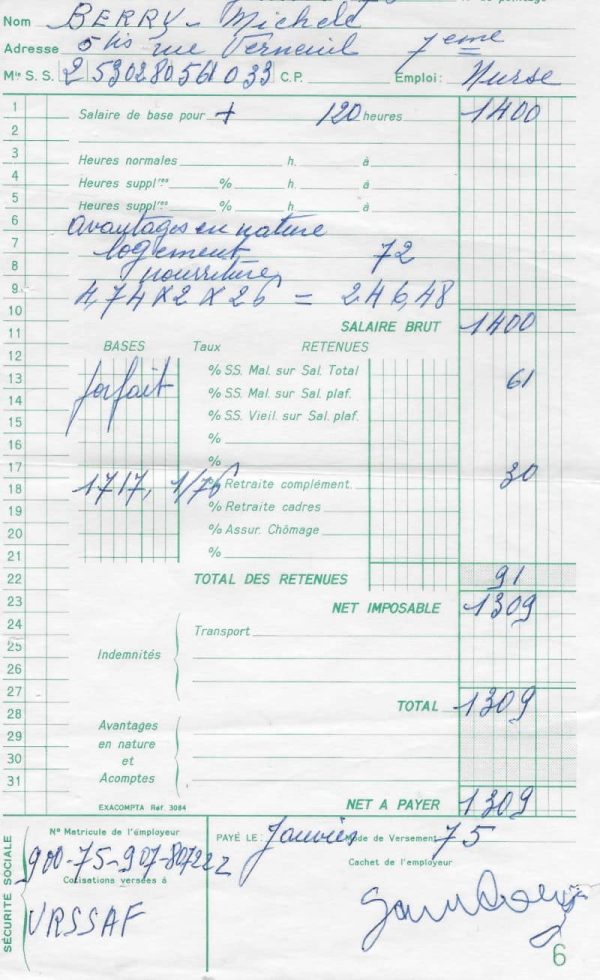 Nom BERRY - Michele
Adresse 5 bis rue Verneuil 7eme
Mle S. S. 2 530280561 033 C.P. Emploi: Nurse
1 Salaire de base pour + 120 heures 1400
2
3 Heures normales h. à
4 Heures suppl.res % h. à
5 Heures suppl.res % h. à
6 avantages en nature
7 logement 72
8 nourriture
9 4,74 x 2 x 26 = 246,48
10 SALAIRE BRUT 1400
11 BASES Taux RETENUES
12 % SS. Mal. sur Sal. Total
13 forfait % SS. Mal. sur Sal. plaf. 61
14 % SS. Vieil. sur Sal. plaf.
15 %
16 %
17
18 1717, 1/76 % Retraite complément. 30
19 % Retraite cadres
20 % Assur. Chômage
21 %
22 TOTAL DES RETENUES 91
23 NET IMPOSABLE 1309
24 Transport
25 Indemnités
26
27 TOTAL 1309
28 Avantages
29 en nature
30 et
31 Acomptes
EXACOMPTA Réf. 3084 NET A PAYER 1309
SÉCURITÉ SOCIALE
N° Matricule de l'employeur
900-75-907-807222
Cotisations versées à
URSSAF
PAYÉ LE: Janvier Mode de Versement 75
Cachet de l'employeur
6